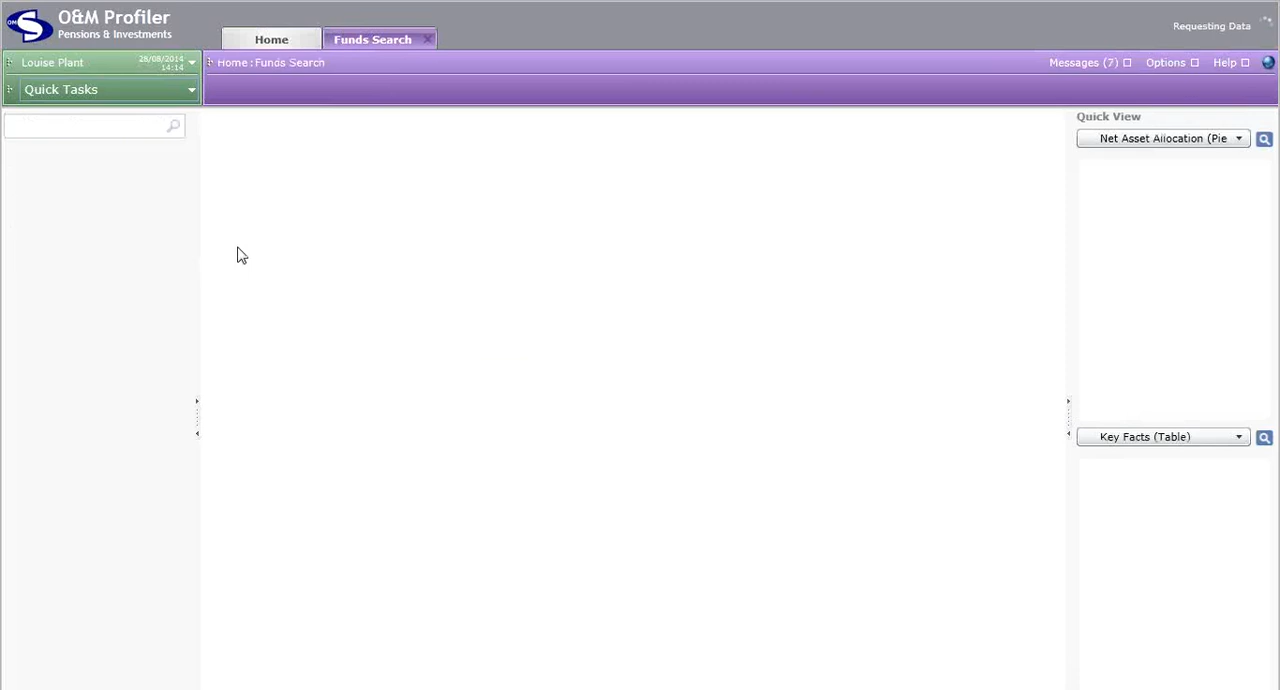 O&M Profiler
Pensions & Investments
OM
S
Requesting Data
Home
Funds Search
Louise Plant
28/08/2014
14:14
Home : Funds Search
Messages (7)
Options
Help
Quick Tasks
Quick View
Net Asset Allocation (Pie
Key Facts (Table)